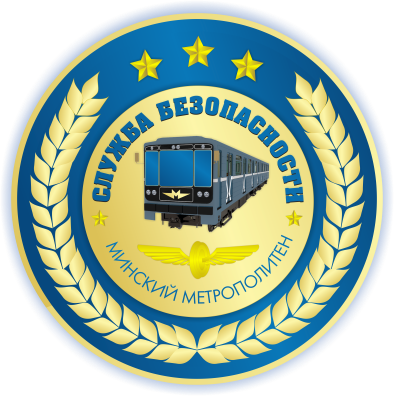 СЛУЖБА БЕЗОПАСНОСТИ
МИНСКИЙ МЕТРОПОЛИТЕН